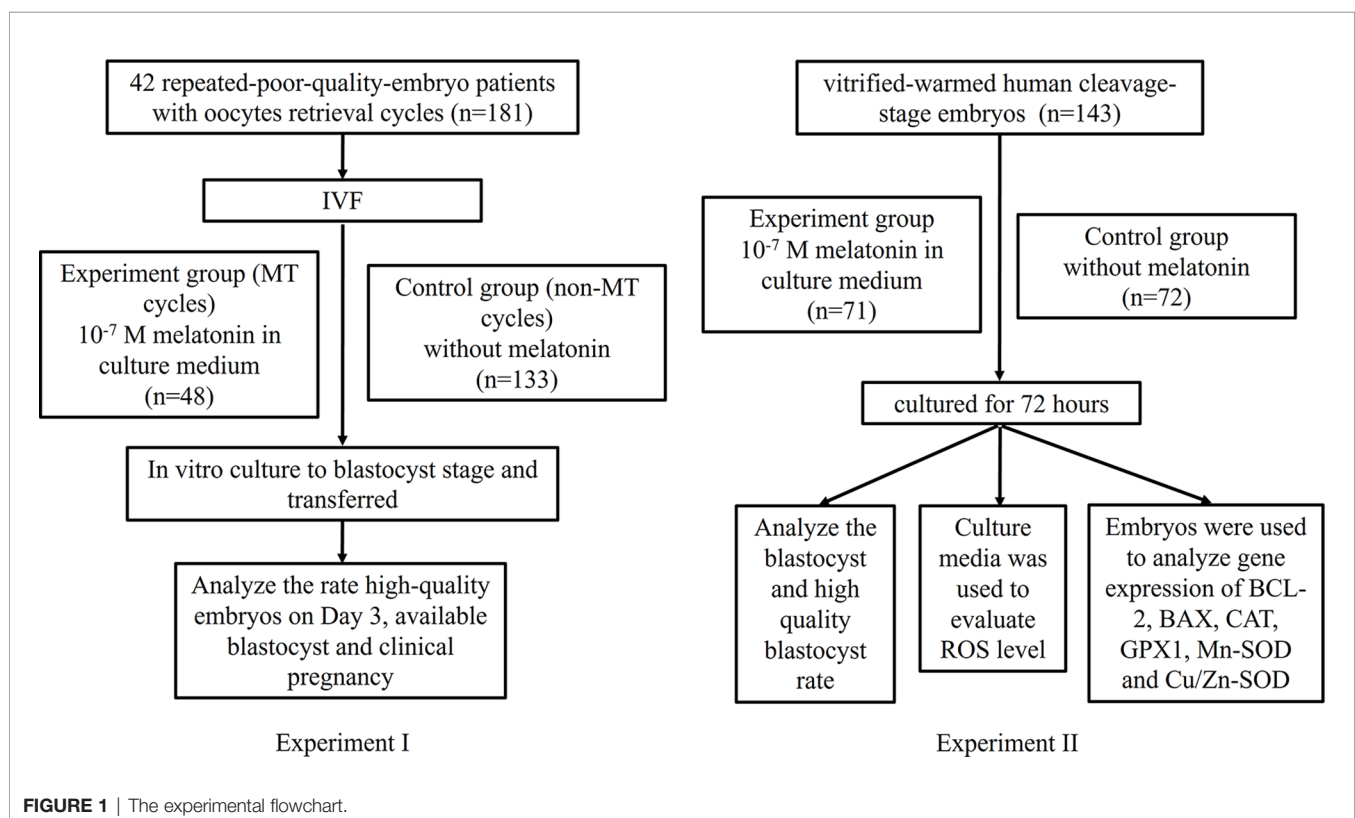 42 repeated-poor-quality-embryo patients
with oocytes retrieval cycles (n=181)
IVF
Experiment group (MT
cycles)
10⁻⁷ M melatonin in
culture medium
(n=48)
Control group (non-MT
cycles)
without melatonin
(n=133)
In vitro culture to blastocyst stage and
transferred
Analyze the rate high-quality
embryos on Day 3, available
blastocyst and clinical
pregnancy
Experiment I
vitrified-warmed human cleavage-
stage embryos (n=143)
Experiment group
10⁻⁷ M melatonin in
culture medium
(n=71)
Control group
without melatonin
(n=72)
cultured for 72 hours
Analyze the
blastocyst
and high
quality
blastocyst
rate
Culture
media was
used to
evaluate
ROS level
Embryos were used
to analyze gene
expression of BCL-
2, BAX, CAT,
GPX1, Mn-SOD
and Cu/Zn-SOD
Experiment II
FIGURE 1 | The experimental flowchart.